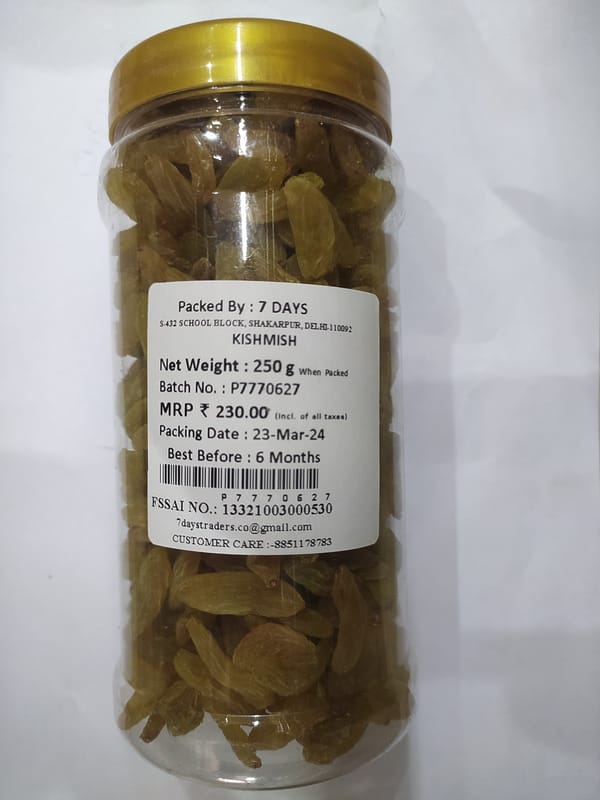 Packed By : 7 DAYS
S-432 SCHOOL BLOCK, SHAKARPUR, DELHI-110092
KISHMISH
Net Weight : 250 g When Packed
Batch No. : P7770627
MRP ₹ 230.00 (Incl. of all taxes)
Packing Date : 23-Mar-24
Best Before : 6 Months
P7770627
FSSAI NO.: 13321003000530
7daystraders.co@gmail.com
CUSTOMER CARE :-8851178783